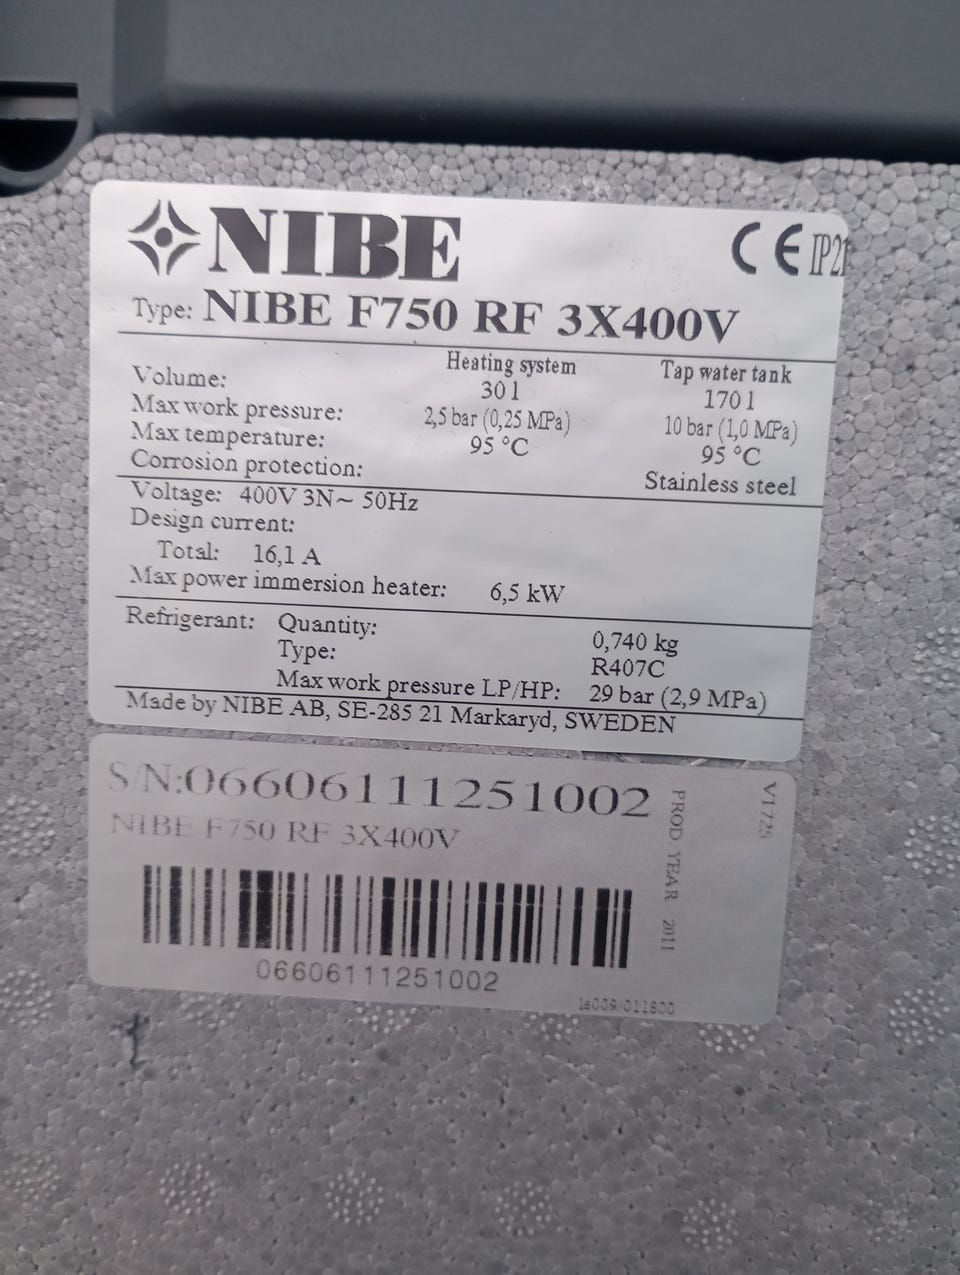 NIBE
CE IP21
Type: NIBE F750 RF 3X400V
Heating system Tap water tank
Volume: 30 l 170 l
Max work pressure: 2,5 bar (0,25 MPa) 10 bar (1,0 MPa)
Max temperature: 95 °C 95 °C
Corrosion protection: Stainless steel
Voltage: 400V 3N~ 50Hz
Design current:
Total: 16,1 A
Max power immersion heater: 6,5 kW
Refrigerant: Quantity: 0,740 kg
Type: R407C
Max work pressure LP/HP: 29 bar (2,9 MPa)
Made by NIBE AB, SE-285 21 Markaryd, SWEDEN
S/N:06606111251002
NIBE F750 RF 3X400V
06606111251002
PROD. YEAR 2011
V1725
1e009/011800